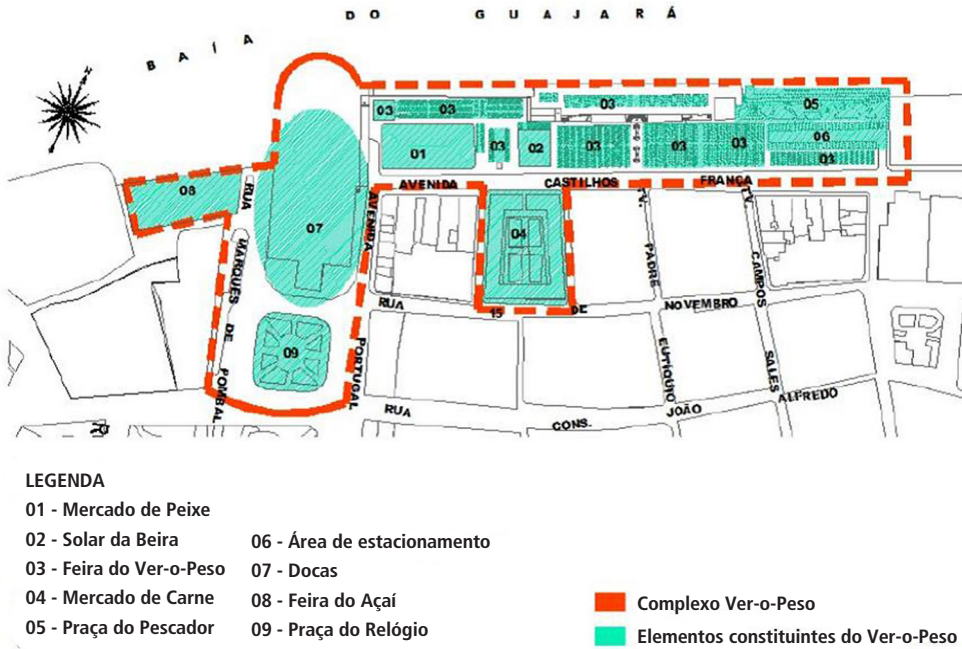 BAÍA DO GUAJARÁ
03 03 03 05
01 03 02 03 03 03 06
03
08
RUA
AVENIDA CASTILHOS FRANÇA
07
AVENIDA
04
TV.
PADRE
TV.
CAMPOS
MARQUES DE
RUA 15 DE NOVEMBRO
09
POMBAL
PORTUGAL
EUTIQUIO
SALES
RUA CONS. JOÃO ALFREDO
LEGENDA
01 - Mercado de Peixe
02 - Solar da Beira
03 - Feira do Ver-o-Peso
04 - Mercado de Carne
05 - Praça do Pescador
06 - Área de estacionamento
07 - Docas
08 - Feira do Açaí
09 - Praça do Relógio
Complexo Ver-o-Peso
Elementos constituintes do Ver-o-Peso